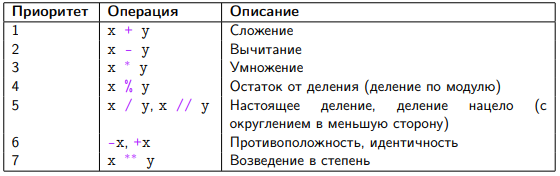 Приоритет Операция Описание
1 x + y Сложение
2 x - y Вычитание
3 x * y Умножение
4 x % y Остаток от деления (деление по модулю)
5 x / y, x // y Настоящее деление, деление нацело (с
округлением в меньшую сторону)
6 -x, +x Противоположность, идентичность
7 x ** y Возведение в степень